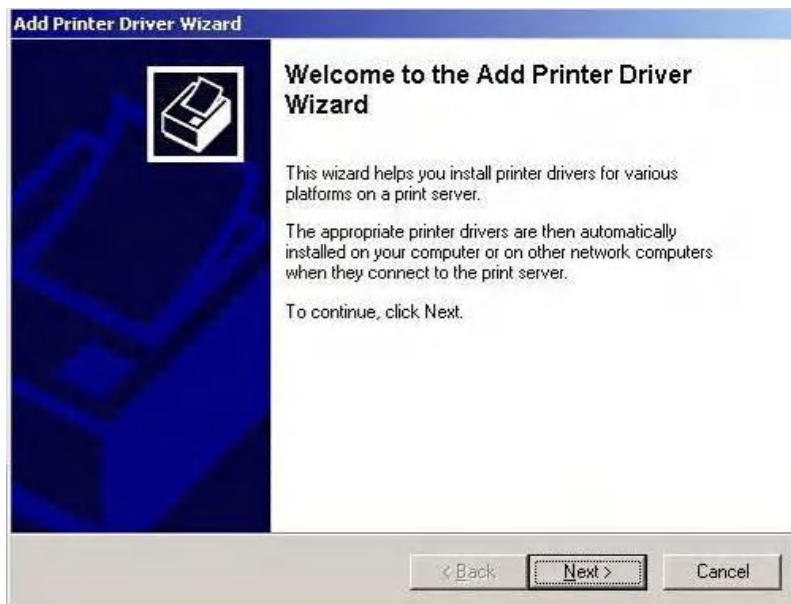 Add Printer Driver Wizard
Welcome to the Add Printer Driver
Wizard
This wizard helps you install printer drivers for various
platforms on a print server.
The appropriate printer drivers are then automatically
installed on your computer or on other network computers
when they connect to the print server.
To continue, click Next.
< Back Next > Cancel